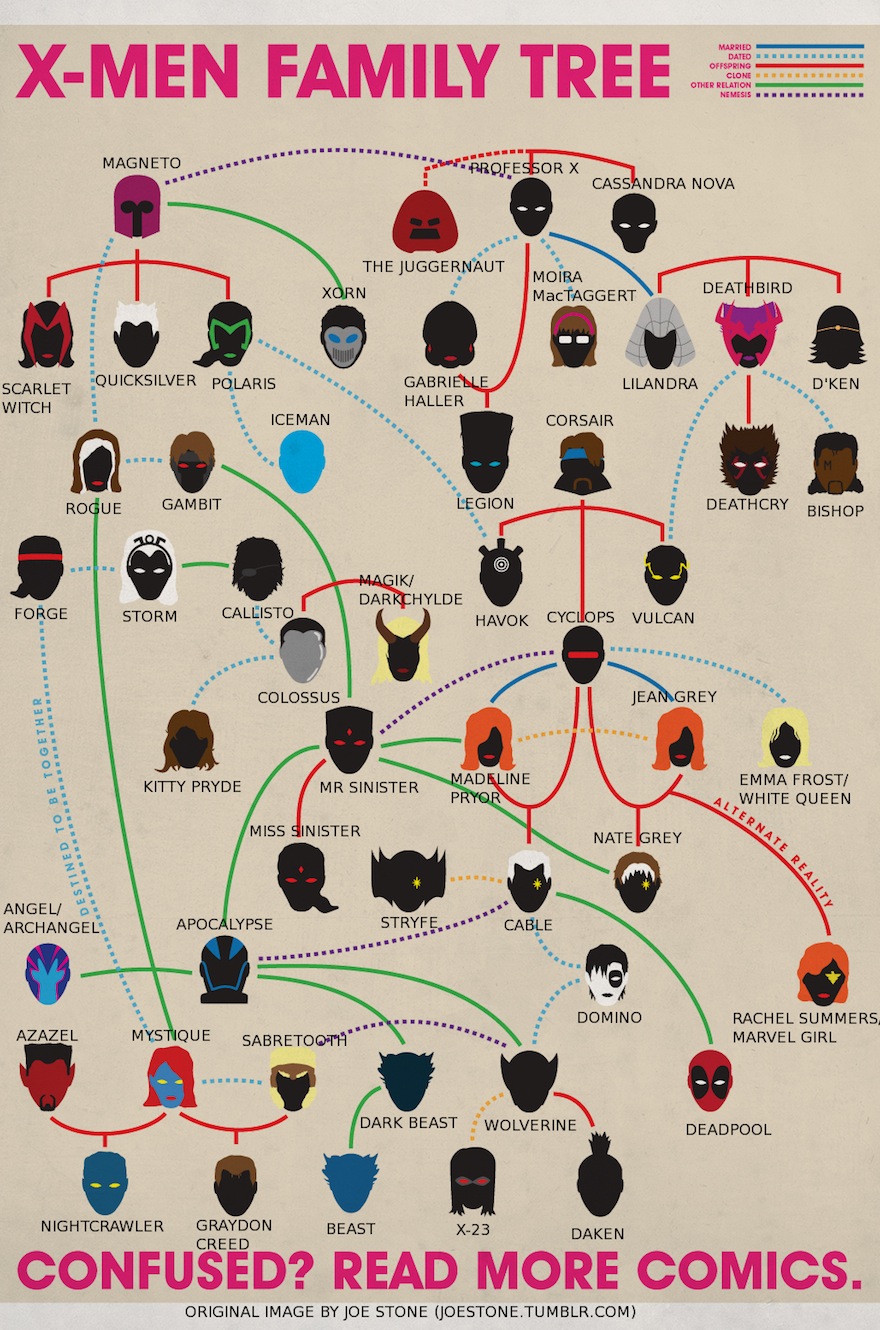 X-MEN FAMILY TREE
MARRIED
DATED
OFFSPRING
CLONE
OTHER RELATION
NEMESIS
MAGNETO
PROFESSOR X
CASSANDRA NOVA
THE JUGGERNAUT
MOIRA
MacTAGGERT
DEATHBIRD
XORN
SCARLET
WITCH
QUICKSILVER
POLARIS
GABRIELLE
HALLER
LILANDRA
D'KEN
ICEMAN
CORSAIR
ROGUE
GAMBIT
LEGION
DEATHCRY
BISHOP
MAGIK/
DARKCHYLDE
FORGE
STORM
CALLISTO
HAVOK
CYCLOPS
VULCAN
COLOSSUS
JEAN GREY
DESTINED TO BE TOGETHER
KITTY PRYDE
MR SINISTER
MADELINE
PRYOR
EMMA FROST/
WHITE QUEEN
ALTERNATE REALITY
MISS SINISTER
NATE GREY
ANGEL/
ARCHANGEL
APOCALYPSE
STRYFE
CABLE
DOMINO
RACHEL SUMMERS/
MARVEL GIRL
AZAZEL
MYSTIQUE
SABRETOOTH
DARK BEAST
WOLVERINE
DEADPOOL
M
NIGHTCRAWLER
GRAYDON
CREED
BEAST
X-23
DAKEN
CONFUSED? READ MORE COMICS.
ORIGINAL IMAGE BY JOE STONE (JOESTONE.TUMBLR.COM)